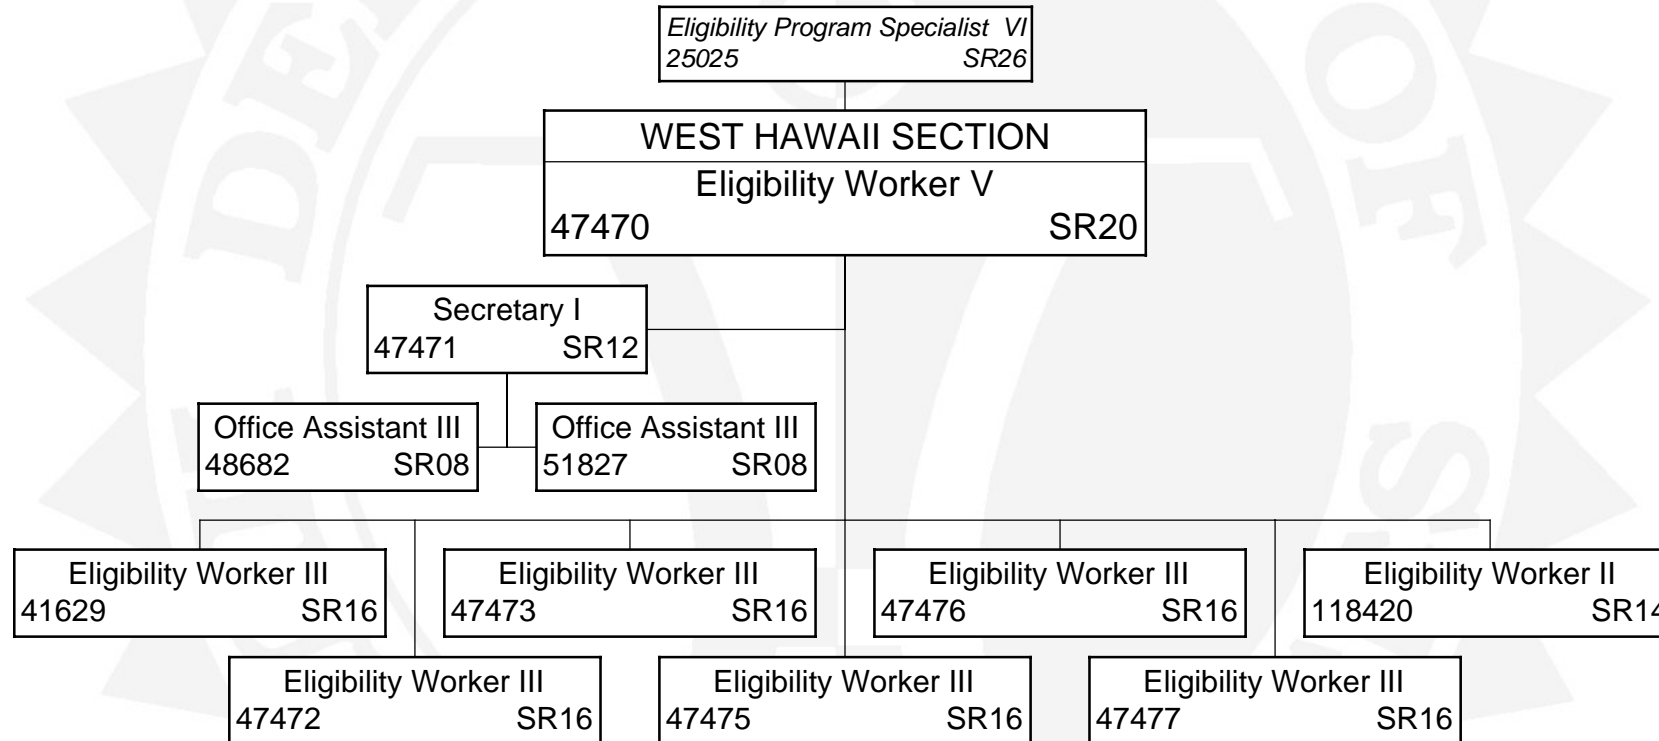 Eligibility Program Specialist VI
25025 SR26
WEST HAWAII SECTION
Eligibility Worker V
47470 SR20
Secretary I
47471 SR12
Office Assistant III
48682 SR08
Office Assistant III
51827 SR08
Eligibility Worker III
41629 SR16
Eligibility Worker III
47473 SR16
Eligibility Worker III
47476 SR16
Eligibility Worker II
118420 SR14
Eligibility Worker III
47472 SR16
Eligibility Worker III
47475 SR16
Eligibility Worker III
47477 SR16
OF